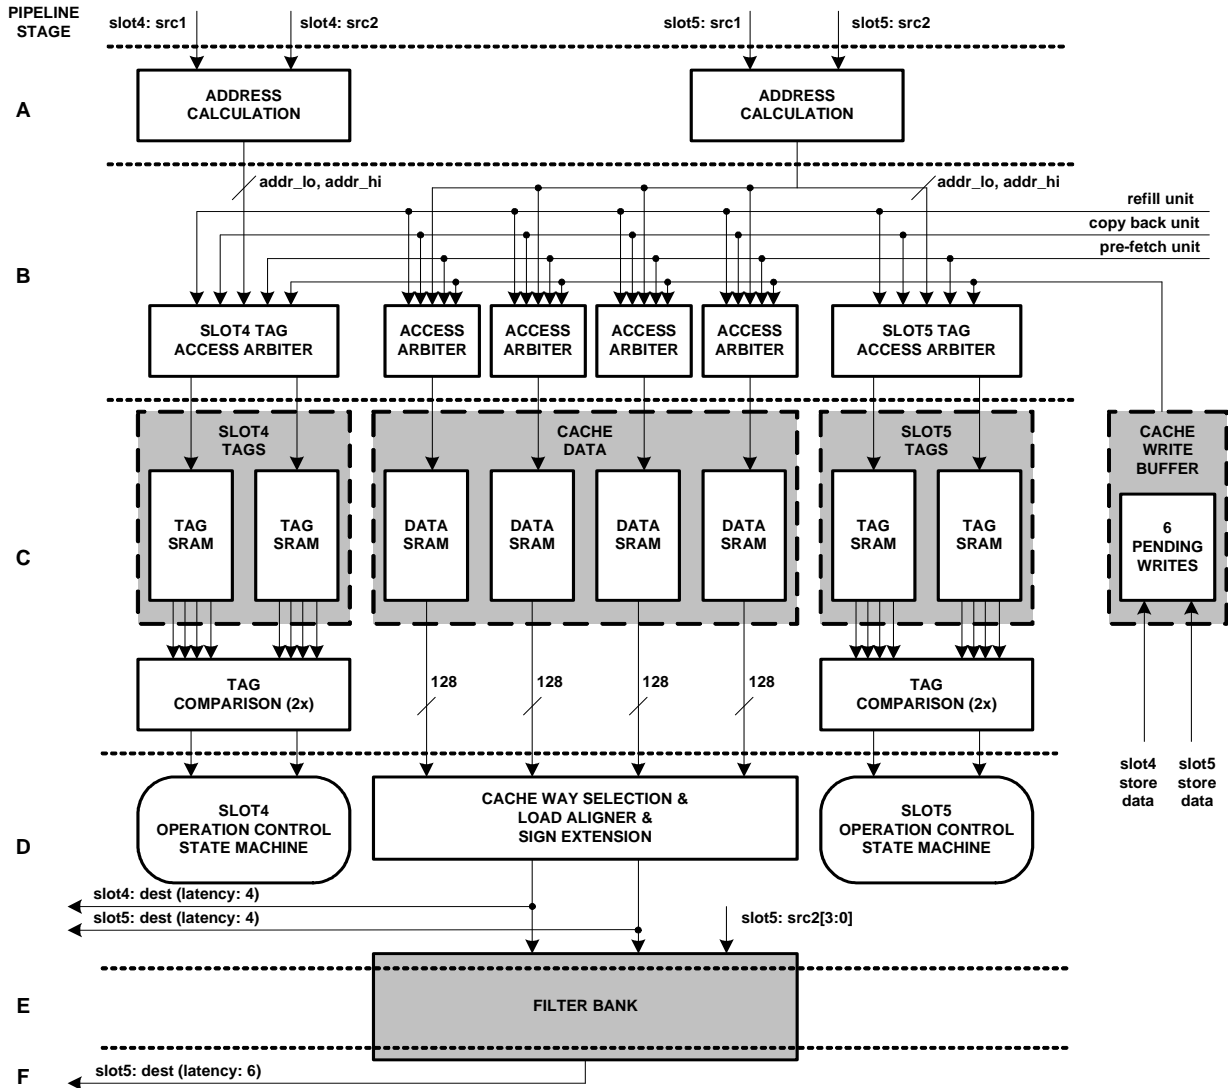 PIPELINE
STAGE
slot4: src1
slot4: src2
slot5: src1
slot5: src2
A
ADDRESS
CALCULATION
ADDRESS
CALCULATION
addr_lo, addr_hi
addr_lo, addr_hi
refill unit
copy back unit
pre-fetch unit
B
SLOT4 TAG
ACCESS ARBITER
ACCESS
ARBITER
ACCESS
ARBITER
ACCESS
ARBITER
ACCESS
ARBITER
SLOT5 TAG
ACCESS ARBITER
C
SLOT4
TAGS
TAG
SRAM
TAG
SRAM
CACHE
DATA
DATA
SRAM
DATA
SRAM
DATA
SRAM
DATA
SRAM
SLOT5
TAGS
TAG
SRAM
TAG
SRAM
CACHE
WRITE
BUFFER
6
PENDING
WRITES
TAG
COMPARISON (2x)
128
128
128
128
TAG
COMPARISON (2x)
slot4
store
data
slot5
store
data
D
SLOT4
OPERATION CONTROL
STATE MACHINE
CACHE WAY SELECTION &
LOAD ALIGNER &
SIGN EXTENSION
SLOT5
OPERATION CONTROL
STATE MACHINE
slot4: dest (latency: 4)
slot5: dest (latency: 4)
slot5: src2[3:0]
E
FILTER BANK
F
slot5: dest (latency: 6)